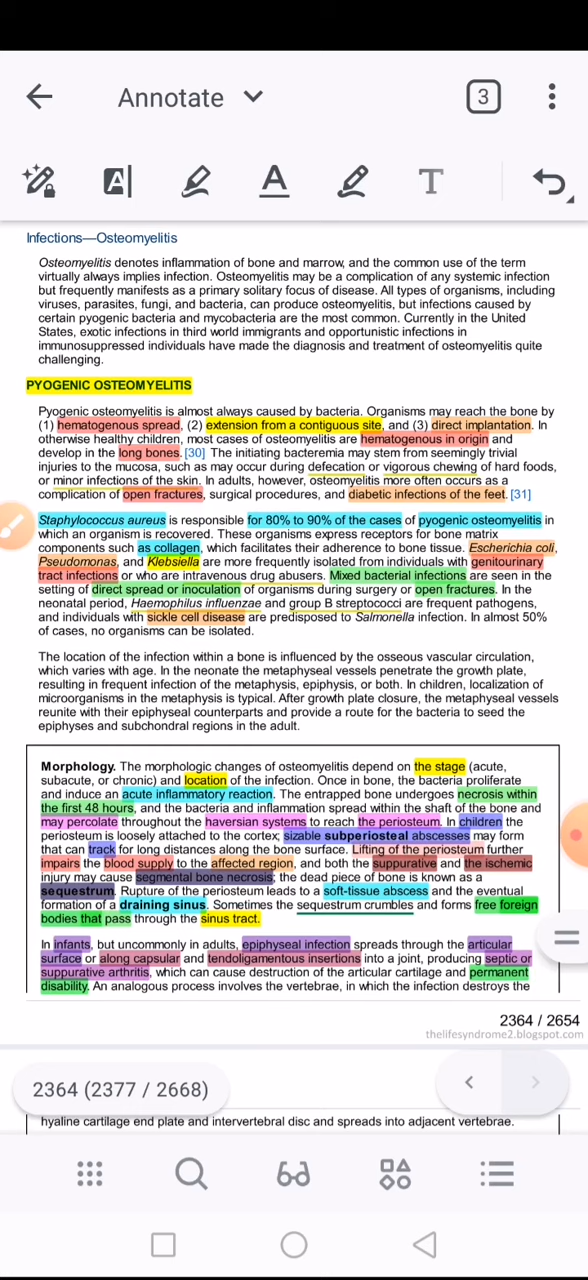 Annotate
3
A
A
T
Infections—Osteomyelitis
Osteomyelitis denotes inflammation of bone and marrow, and the common use of the term
virtually always implies infection. Osteomyelitis may be a complication of any systemic infection
but frequently manifests as a primary solitary focus of disease. All types of organisms, including
viruses, parasites, fungi, and bacteria, can produce osteomyelitis, but infections caused by
certain pyogenic bacteria and mycobacteria are the most common. Currently in the United
States, exotic infections in third world immigrants and opportunistic infections in
immunosuppressed individuals have made the diagnosis and treatment of osteomyelitis quite
challenging.
PYOGENIC OSTEOMYELITIS
Pyogenic osteomyelitis is almost always caused by bacteria. Organisms may reach the bone by
(1) hematogenous spread, (2) extension from a contiguous site, and (3) direct implantation. In
otherwise healthy children, most cases of osteomyelitis are hematogenous in origin and
develop in the long bones. [30] The initiating bacteremia may stem from seemingly trivial
injuries to the mucosa, such as may occur during defecation or vigorous chewing of hard foods,
or minor infections of the skin. In adults, however, osteomyelitis more often occurs as a
complication of open fractures, surgical procedures, and diabetic infections of the feet. [31]
Staphylococcus aureus is responsible for 80% to 90% of the cases of pyogenic osteomyelitis in
which an organism is recovered. These organisms express receptors for bone matrix
components such as collagen, which facilitates their adherence to bone tissue. Escherichia coli,
Pseudomonas, and Klebsiella are more frequently isolated from individuals with genitourinary
tract infections or who are intravenous drug abusers. Mixed bacterial infections are seen in the
setting of direct spread or inoculation of organisms during surgery or open fractures. In the
neonatal period, Haemophilus influenzae and group B streptococci are frequent pathogens,
and individuals with sickle cell disease are predisposed to Salmonella infection. In almost 50%
of cases, no organisms can be isolated.
The location of the infection within a bone is influenced by the osseous vascular circulation,
which varies with age. In the neonate the metaphyseal vessels penetrate the growth plate,
resulting in frequent infection of the metaphysis, epiphysis, or both. In children, localization of
microorganisms in the metaphysis is typical. After growth plate closure, the metaphyseal vessels
reunite with their epiphyseal counterparts and provide a route for the bacteria to seed the
epiphyses and subchondral regions in the adult.
Morphology. The morphologic changes of osteomyelitis depend on the stage (acute,
subacute, or chronic) and location of the infection. Once in bone, the bacteria proliferate
and induce an acute inflammatory reaction. The entrapped bone undergoes necrosis within
the first 48 hours, and the bacteria and inflammation spread within the shaft of the bone and
may percolate throughout the haversian systems to reach the periosteum. In children the
periosteum is loosely attached to the cortex; sizable subperiosteal abscesses may form
that can track for long distances along the bone surface. Lifting of the periosteum further
impairs the blood supply to the affected region, and both the suppurative and the ischemic
injury may cause segmental bone necrosis; the dead piece of bone is known as a
sequestrum. Rupture of the periosteum leads to a soft-tissue abscess and the eventual
formation of a draining sinus. Sometimes the sequestrum crumbles and forms free foreign
bodies that pass through the sinus tract.
In infants, but uncommonly in adults, epiphyseal infection spreads through the articular
surface or along capsular and tendoligamentous insertions into a joint, producing septic or
suppurative arthritis, which can cause destruction of the articular cartilage and permanent
disability. An analogous process involves the vertebrae, in which the infection destroys the
2364 / 2654
thelifesyndrome2.blogspot.com
2364 (2377 / 2668)
hyaline cartilage end plate and intervertebral disc and spreads into adjacent vertebrae.